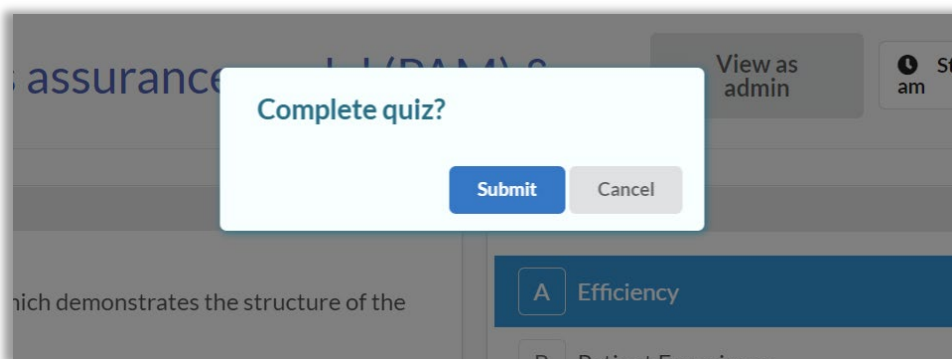 assurance
View as
admin
St
am
Complete quiz?
Submit
Cancel
hich demonstrates the structure of the
A Efficiency